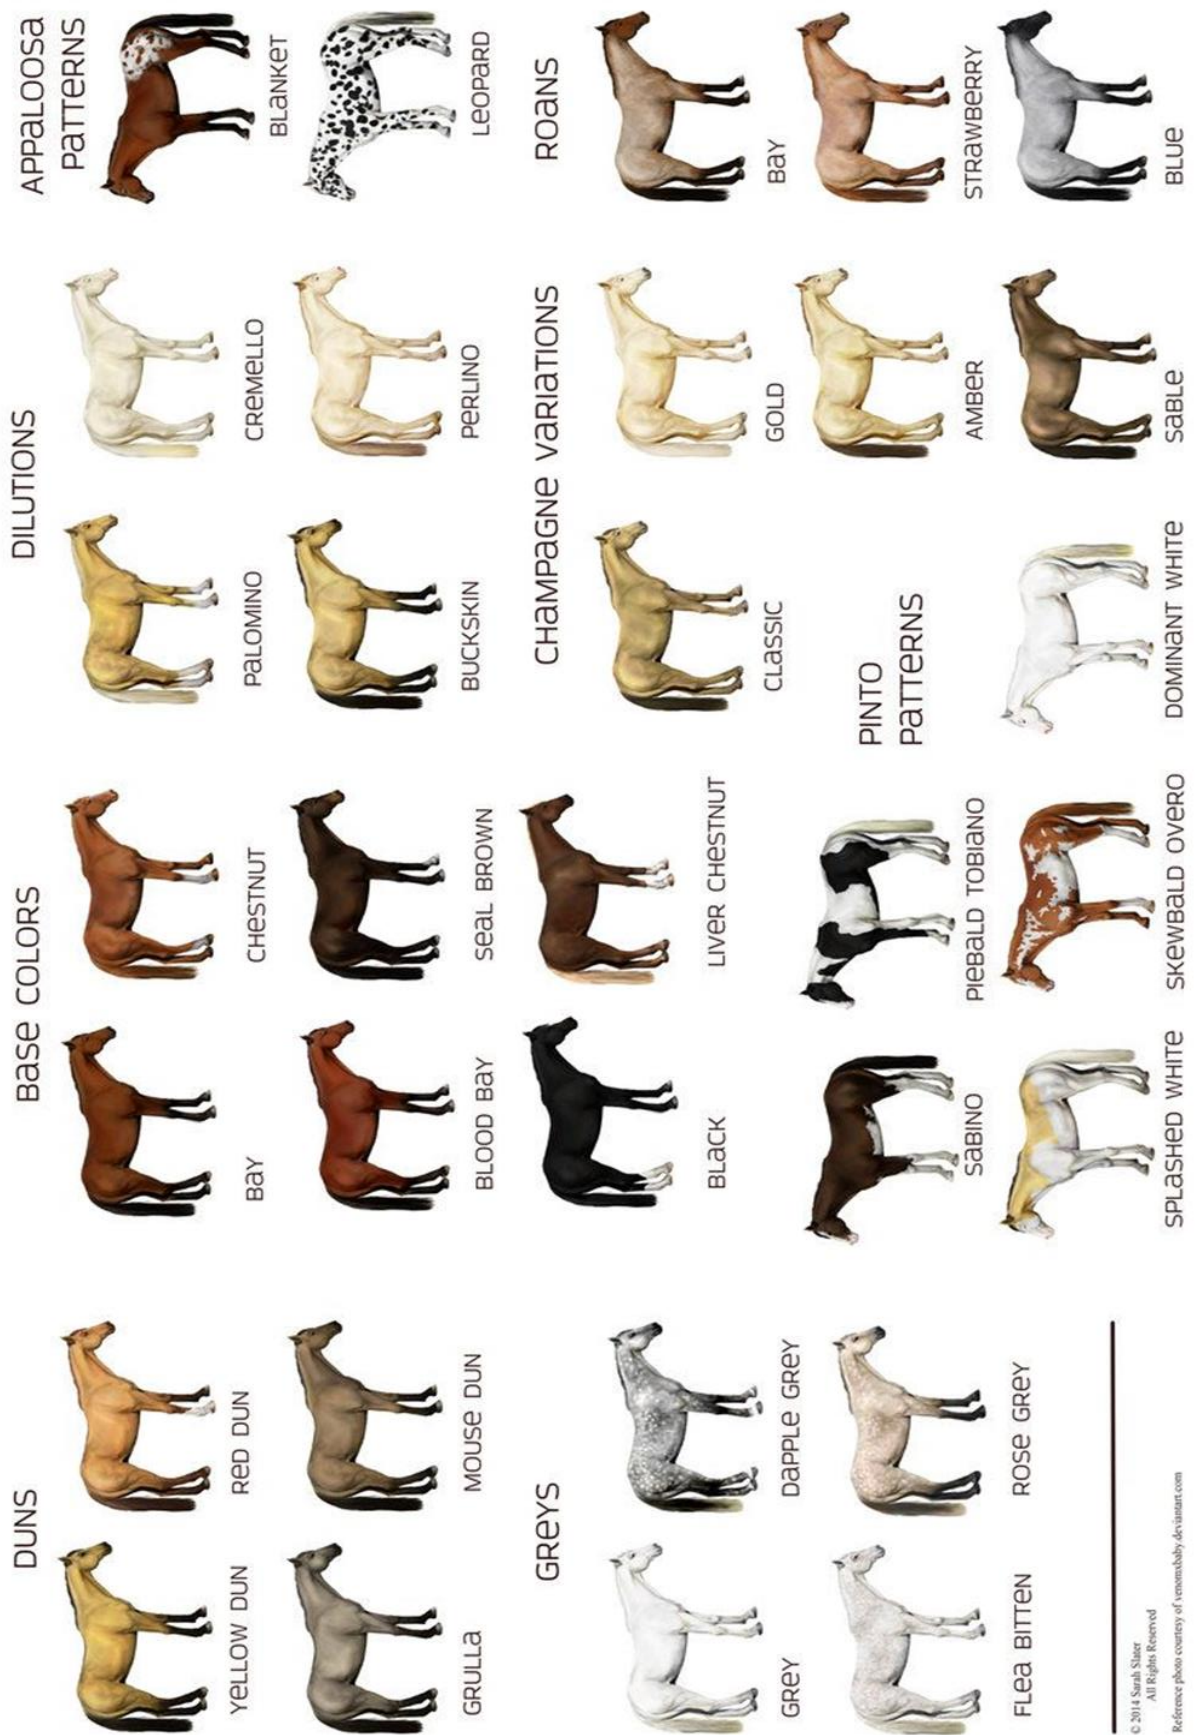 DUNS
YELLOW DUN
RED DUN
GRULLA
MOUSE DUN
GREYS
GREY
DAPPLE GREY
FLEA BITTEN
ROSE GREY
BASE COLORS
BAY
CHESTNUT
BLOOD BAY
SEAL BROWN
BLACK
LIVER CHESTNUT
DILUTIONS
PALOMINO
CREMELLO
BUCKSKIN
PERLINO
CHAMPAGNE VARIATIONS
CLASSIC
GOLD
AMBER
SABLE
APPALOOSA
PATTERNS
BLANKET
LEOPARD
ROANS
BAY
STRAWBERRY
BLUE
PINTO
PATTERNS
SABINO
PIEBALD TOBIANO
SPLASHED WHITE
SKEWBALD OVERO
DOMINANT WHITE
© 2014 Sarah Slater
All Rights Reserved
Reference photo courtesy of venomxbaby.deviantart.com